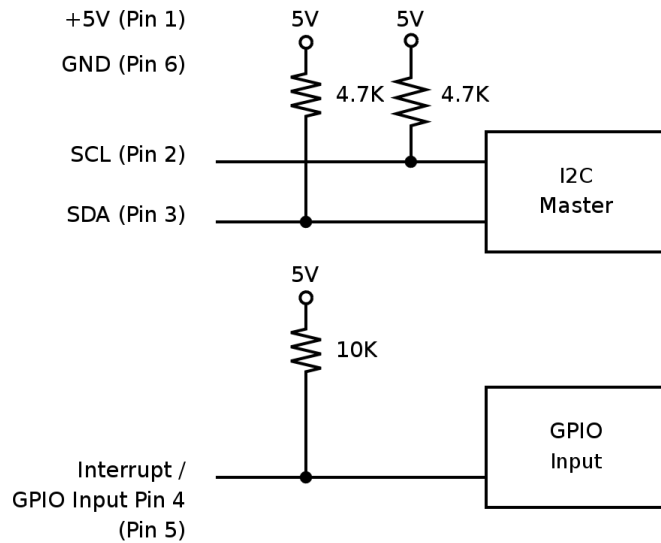 +5V (Pin 1)
5V
5V
GND (Pin 6)
4.7K
4.7K
SCL (Pin 2)
I2C
Master
SDA (Pin 3)
5V
10K
GPIO
Input
Interrupt /
GPIO Input Pin 4
(Pin 5)